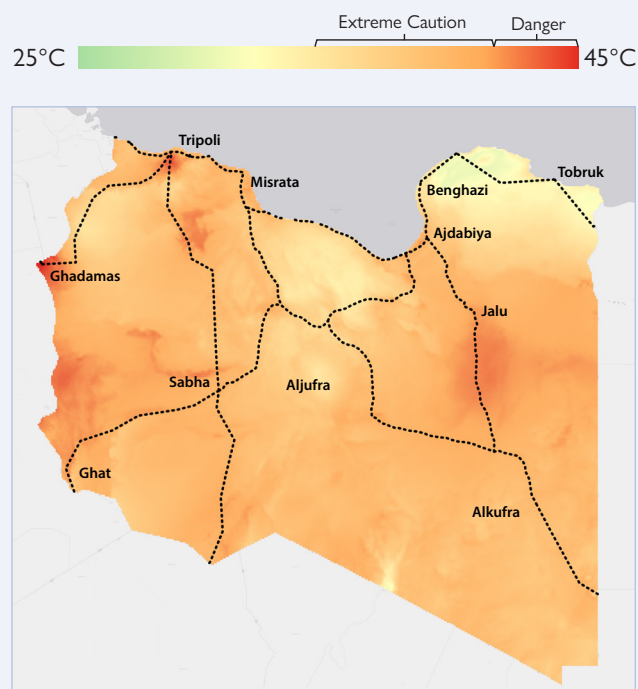 Extreme Caution
Danger
25°C
45°C
Tripoli
Misrata
Tobruk
Benghazi
Ajdabiya
Ghadamas
Jalu
Sabha
Aljufra
Ghat
Alkufra